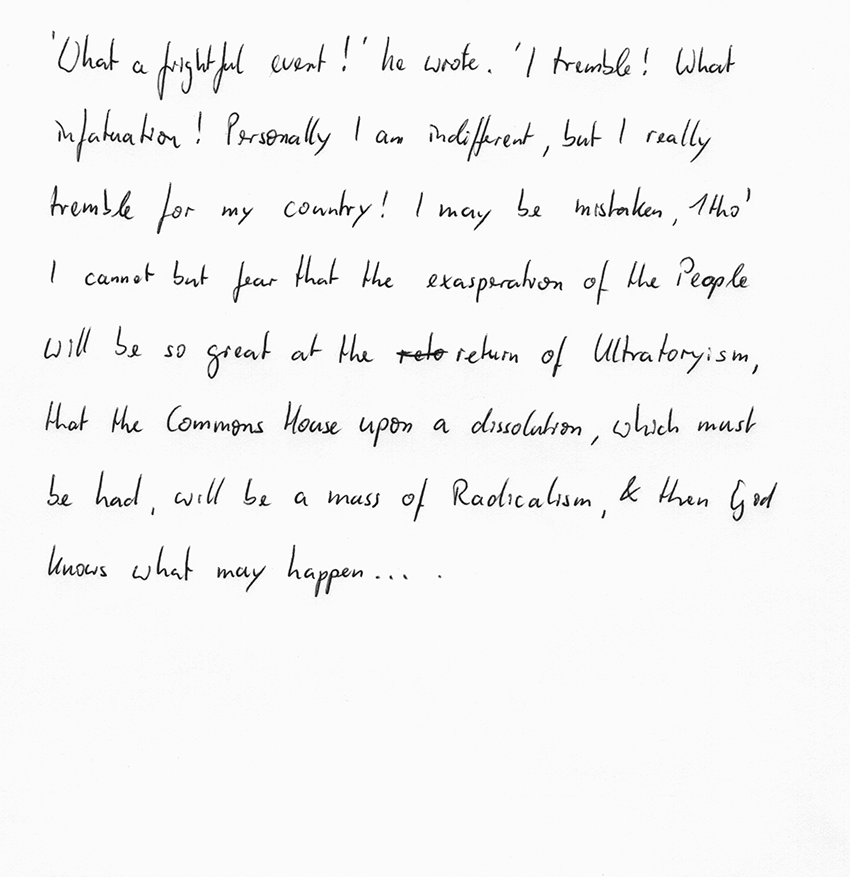 'What a frightful event!' he wrote. 'I tremble! What
infatuation! Personally I am indifferent, but I really
tremble for my country! I may be mistaken, 1tho'
I cannot but fear that the exasperation of the People
will be so great at the reto return of Ultratoryism,
that the Commons House upon a dissolution, which must
be had, will be a mass of Radicalism, & then God
knows what may happen... .